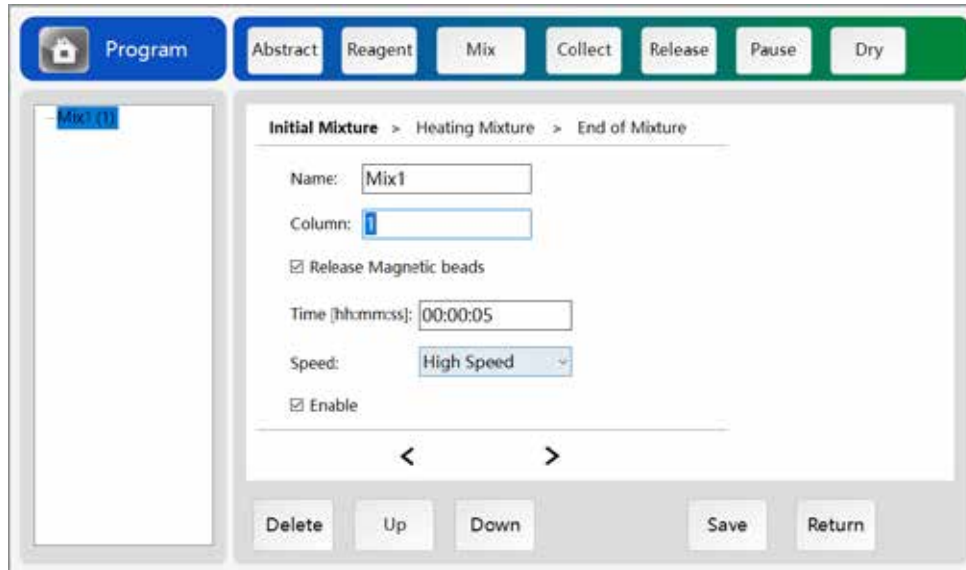 Program
Abstract Reagent Mix Collect Release Pause Dry
Mix1 (1)
Initial Mixture > Heating Mixture > End of Mixture
Name: Mix1
Column: 1
Release Magnetic beads
Time [hh:mm:ss]: 00:00:05
Speed: High Speed
Enable
< >
Delete Up Down Save Return